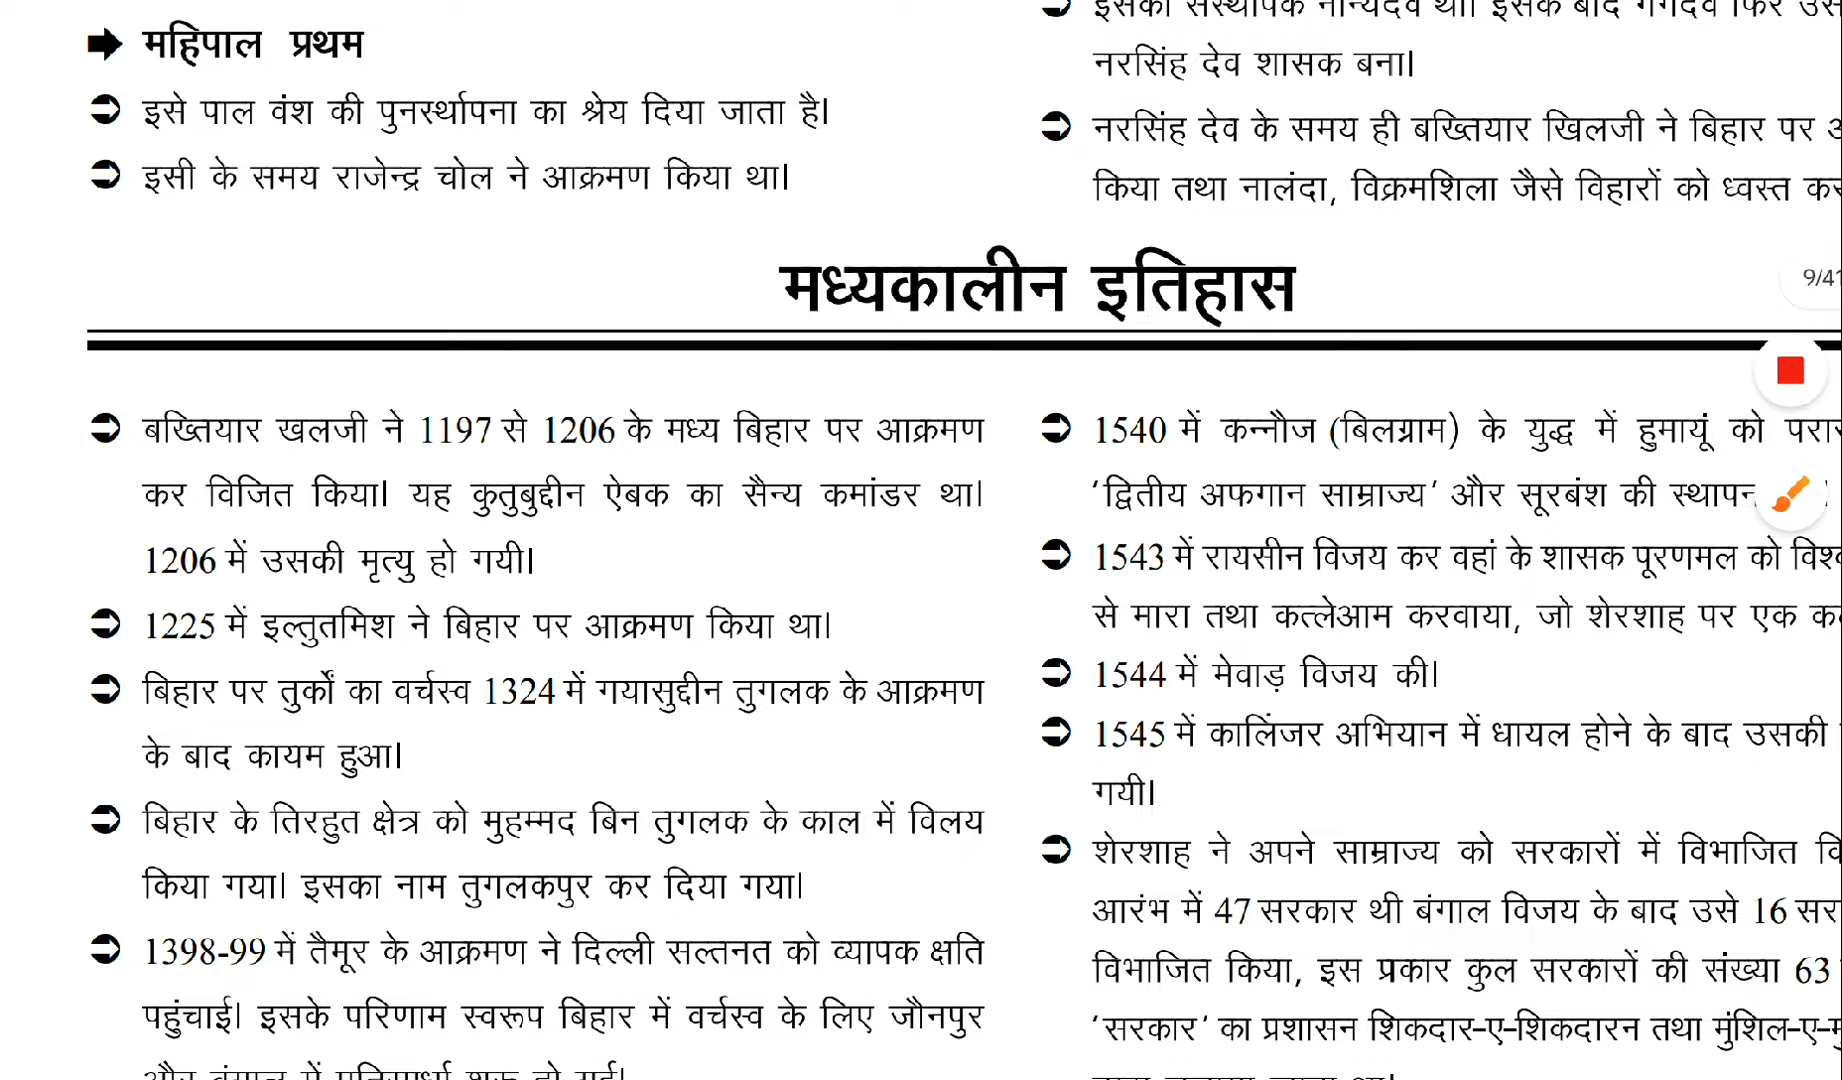 महिपाल प्रथम
इसे पाल वंश की पुनर्स्थापना का श्रेय दिया जाता है।
इसी के समय राजेन्द्र चोल ने आक्रमण किया था।
इसका संस्थापक नान्यदेव था। इसके बाद गंगदेव फिर
नरसिंह देव शासक बना।
नरसिंह देव के समय ही बख्तियार खिलजी ने बिहार पर
किया तथा नालंदा, विक्रमशिला जैसे विहारों को ध्वस्त
मध्यकालीन इतिहास
9/41
बख्तियार खलजी ने 1197 से 1206 के मध्य बिहार पर आक्रमण
कर विजित किया। यह कुतुबुद्दीन ऐबक का सैन्य कमांडर था।
1206 में उसकी मृत्यु हो गयी।
1225 में इल्तुतमिश ने बिहार पर आक्रमण किया था।
बिहार पर तुर्कों का वर्चस्व 1324 में गयासुद्दीन तुगलक के आक्रमण
के बाद कायम हुआ।
बिहार के तिरहुत क्षेत्र को मुहम्मद बिन तुगलक के काल में विलय
किया गया। इसका नाम तुगलकपुर कर दिया गया।
1398-99 में तैमूर के आक्रमण ने दिल्ली सल्तनत को व्यापक क्षति
पहुंचाई। इसके परिणाम स्वरूप बिहार में वर्चस्व के लिए जौनपुर
1540 में कन्नौज (बिलग्राम) के युद्ध में हुमायूं को
'द्वितीय अफगान साम्राज्य' और सूरबंश की
1543 में रायसीन विजय कर वहां के शासक पूरणमल को
से मारा तथा कत्लेआम करवाया, जो शेरशाह पर एक
1544 में मेवाड़ विजय की।
1545 में कालिंजर अभियान में धायल होने के बाद उसकी
गयी।
शेरशाह ने अपने साम्राज्य को सरकारों में विभाजित
आरंभ में 47 सरकार थी बंगाल विजय के बाद उसे 16
विभाजित किया, इस प्रकार कुल सरकारों की संख्या 63
'सरकार' का प्रशासन शिकदार-ए-शिकदारन तथा